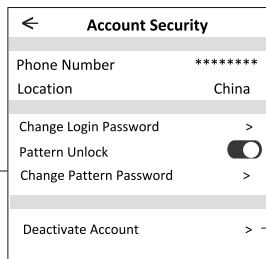 Account Security
Phone Number ********
Location China
Change Login Password >
Pattern Unlock
Change Pattern Password >
Deactivate Account >